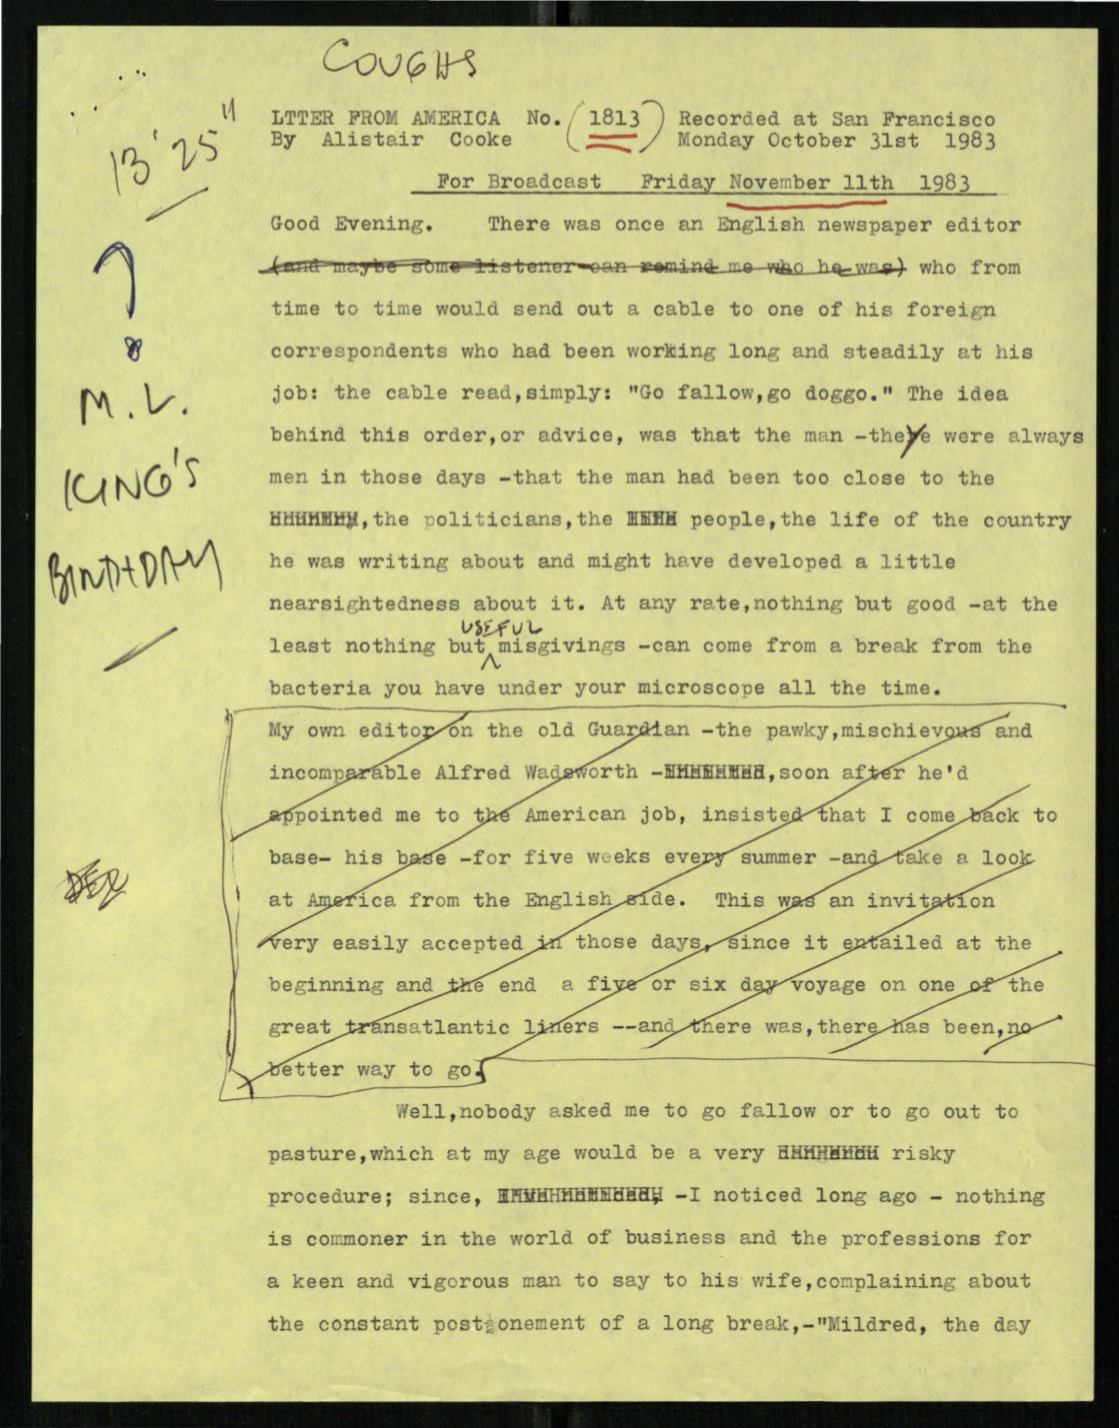 COUGHS
13'25"
LTTER FROM AMERICA No. (1813) Recorded at San Francisco
By Alistair Cooke Monday October 31st 1983
For Broadcast Friday November 11th 1983
?
M.L.
KING'S
BIRTHDAY
Good Evening. There was once an English newspaper editor
(and maybe some listener can remind me who he was) who from
time to time would send out a cable to one of his foreign
correspondents who had been working long and steadily at his
job: the cable read,simply: "Go fallow,go doggo." The idea
behind this order,or advice, was that the man -they were always
men in those days -that the man had been too close to the
,the politicians,the people,the life of the country
he was writing about and might have developed a little
nearsightedness about it. At any rate,nothing but good -at the
USEFUL
least nothing but misgivings -can come from a break from the
bacteria you have under your microscope all the time.
My own editor on the old Guardian -the pawky,mischievous and
incomparable Alfred Wadsworth -,soon after he'd
appointed me to the American job, insisted that I come back to
base- his base -for five weeks every summer -and take a look
at America from the English side. This was an invitation
very easily accepted in those days, since it entailed at the
beginning and the end a five or six day voyage on one of the
great transatlantic liners --and there was,there has been,no
better way to go.
Well,nobody asked me to go fallow or to go out to
pasture,which at my age would be a very risky
procedure; since, -I noticed long ago - nothing
is commoner in the world of business and the professions for
a keen and vigorous man to say to his wife,complaining about
the constant postponement of a long break,-"Mildred, the day